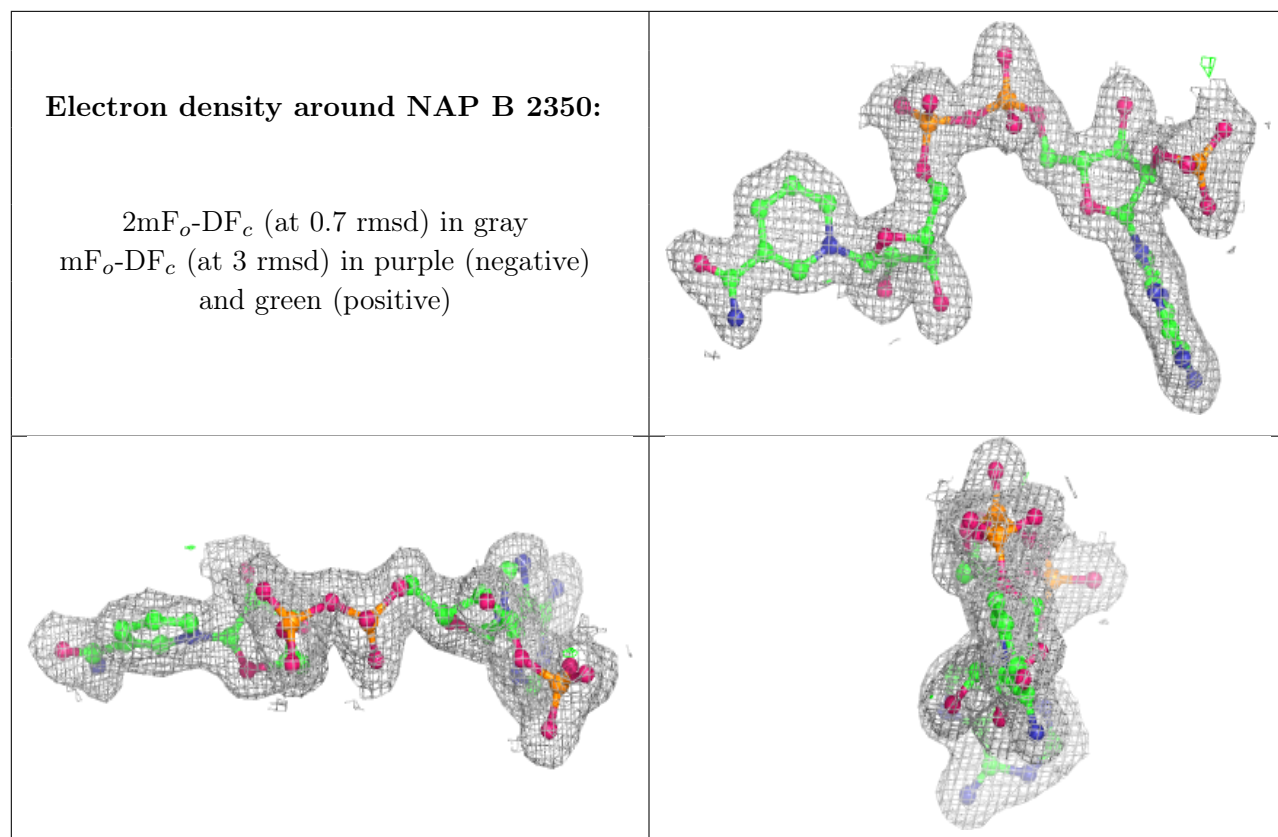 Electron density around NAP B 2350:
2mFo-DFc (at 0.7 rmsd) in gray
mFo-DFc (at 3 rmsd) in purple (negative)
and green (positive)